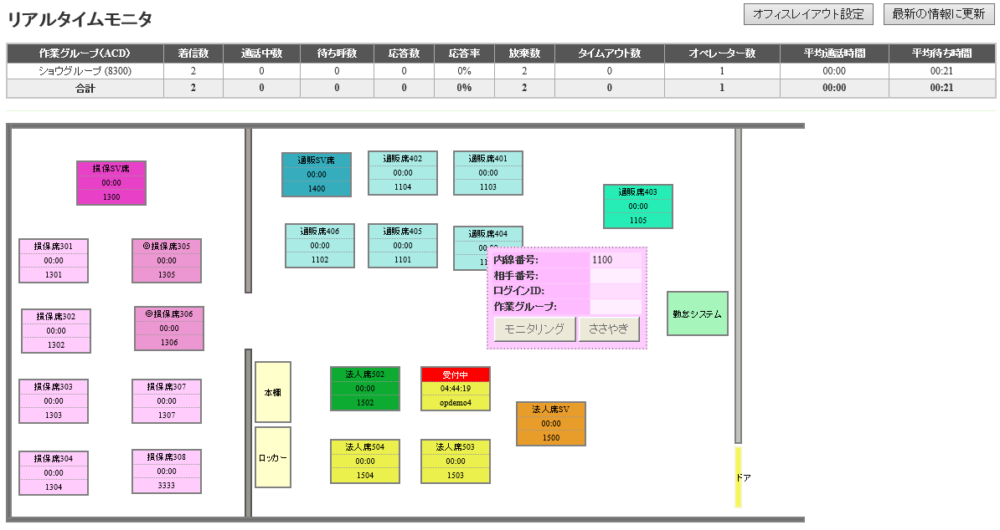 リアルタイムモニタ
オフィスレイアウト設定 最新の情報に更新
作業グループ(ACD) 着信数 通話中数 待ち呼数 応答数 応答率 放棄数 タイムアウト数 オペレーター数 平均通話時間 平均待ち時間
ショウグループ (8300) 2 0 0 0 0% 2 0 1 00:00 00:21
合計 2 0 0 0 0% 2 0 1 00:00 00:21
損保SV席
00:00
1300
損保席301
00:00
1301
◎損保席305
00:00
1305
損保席302
00:00
1302
◎損保席306
00:00
1306
損保席303
00:00
1303
損保席307
00:00
1307
損保席304
00:00
1304
損保席308
00:00
3333
通販SV席
00:00
1400
通販席402
00:00
1104
通販席401
00:00
1103
通販席403
00:00
1105
通販席406
00:00
1102
通販席405
00:00
1101
通販席404
内線番号: 1100
相手番号:
ログインID:
作業グループ:
モニタリング ささやき
勤怠システム
本棚
ロッカー
法人席502
00:00
1502
受付中
04:44:19
opdemo4
法人席SV
00:00
1500
法人席504
00:00
1504
法人席503
00:00
1503
ドア